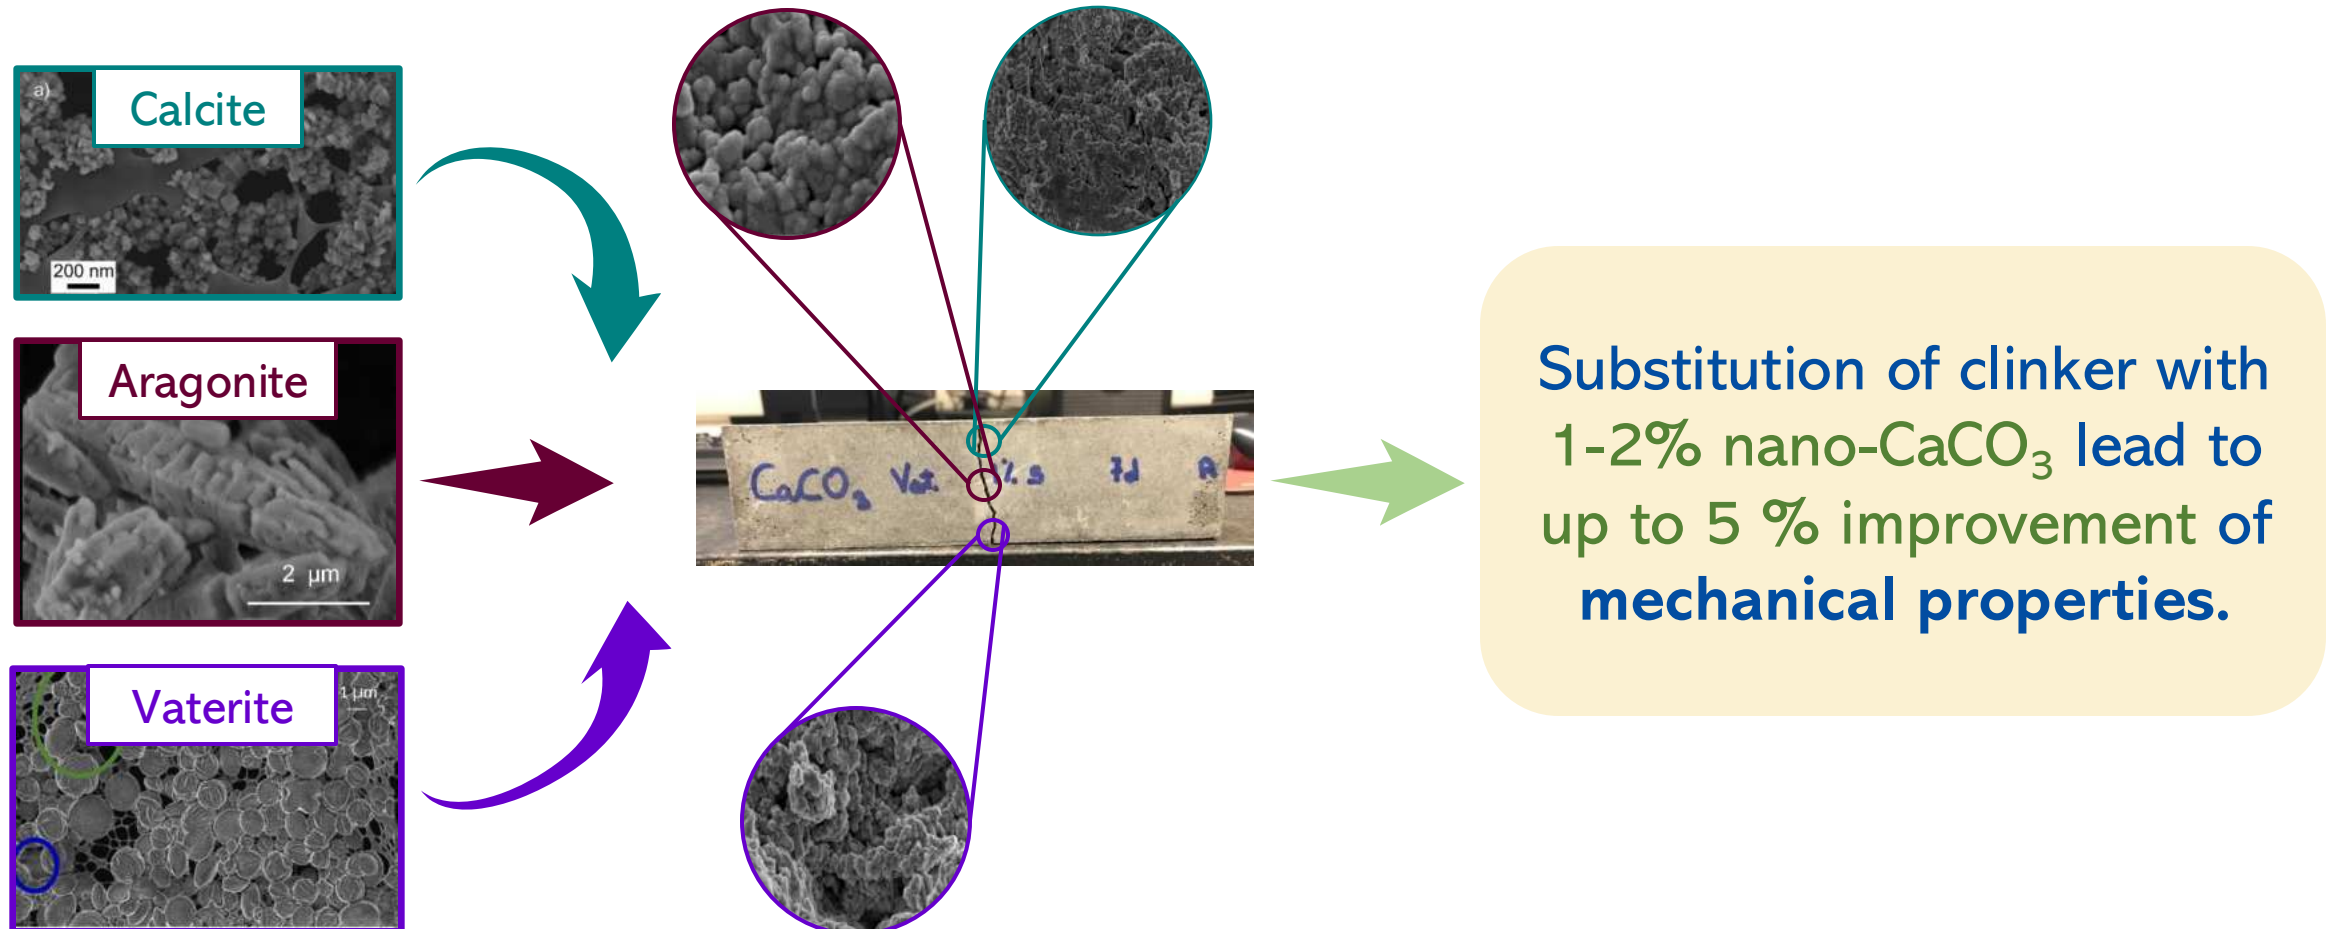 a)
Calcite
200 nm
Aragonite
2 µm
Vaterite
1 µm
CaCO₃ Vat. 1% s 7d A
Substitution of clinker with
1-2% nano-CaCO₃ lead to
up to 5 % improvement of
mechanical properties.